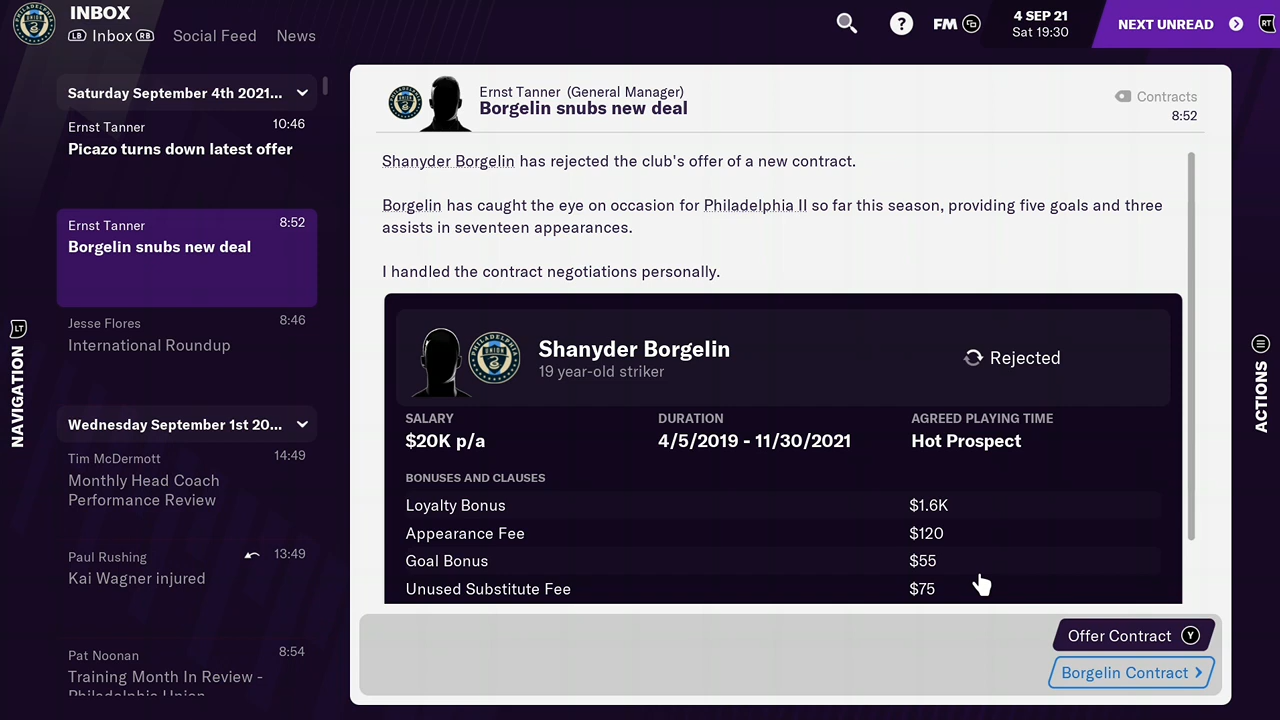 INBOX
LB Inbox RB Social Feed News
FM
4 SEP 21
Sat 19:30
NEXT UNREAD
RT
Saturday September 4th 2021...
Ernst Tanner 10:46
Picazo turns down latest offer
Ernst Tanner 8:52
Borgelin snubs new deal
Jesse Flores 8:46
International Roundup
Wednesday September 1st 20...
Tim McDermott 14:49
Monthly Head Coach
Performance Review
Paul Rushing 13:49
Kai Wagner injured
Pat Noonan 8:54
Training Month In Review -
Philadelphia Union
LT
NAVIGATION
Ernst Tanner (General Manager)
Borgelin snubs new deal
Contracts
8:52
Shanyder Borgelin has rejected the club's offer of a new contract.
Borgelin has caught the eye on occasion for Philadelphia II so far this season, providing five goals and three
assists in seventeen appearances.
I handled the contract negotiations personally.
Shanyder Borgelin
19 year-old striker
Rejected
SALARY DURATION AGREED PLAYING TIME
$20K p/a 4/5/2019 - 11/30/2021 Hot Prospect
BONUSES AND CLAUSES
Loyalty Bonus $1.6K
Appearance Fee $120
Goal Bonus $55
Unused Substitute Fee $75
Offer Contract Y
Borgelin Contract
ACTIONS